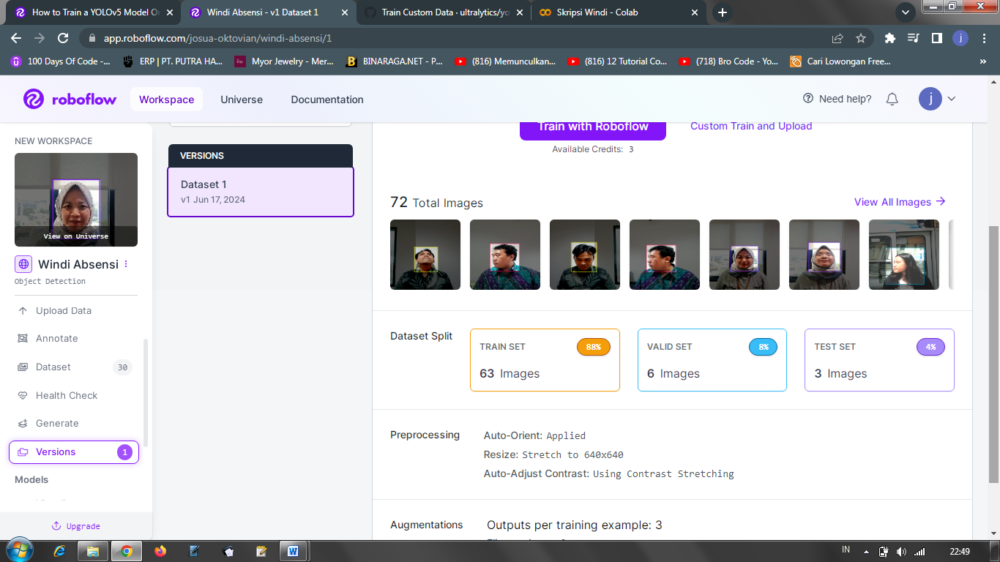 How to Train a YOLOv5 Model On
Windi Absensi - v1 Dataset 1
Train Custom Data · ultralytics/yo
Skripsi Windi - Colab
app.roboflow.com/josua-oktovian/windi-absensi/1
j
100 Days Of Code -...
ERP | PT. PUTRA HA...
Myor Jewelry - Mer...
BINARAGA.NET - P...
(816) Memunculkan...
(816) 12 Tutorial Co...
(718) Bro Code - Yo...
Cari Lowongan Free...
»
roboflow
Workspace
Universe
Documentation
Need help?
j
NEW WORKSPACE
View on Universe
Windi Absensi
Object Detection
Upload Data
Annotate
Dataset 30
Health Check
Generate
Versions 1
Models
Upgrade
VERSIONS
Dataset 1
v1 Jun 17, 2024
Train with Roboflow
Custom Train and Upload
Available Credits: 3
72 Total Images
View All Images →
Dataset Split
TRAIN SET 88%
63 Images
VALID SET 8%
6 Images
TEST SET 4%
3 Images
Preprocessing
Auto-Orient: Applied
Resize: Stretch to 640x640
Auto-Adjust Contrast: Using Contrast Stretching
Augmentations
Outputs per training example: 3
IN
22:49